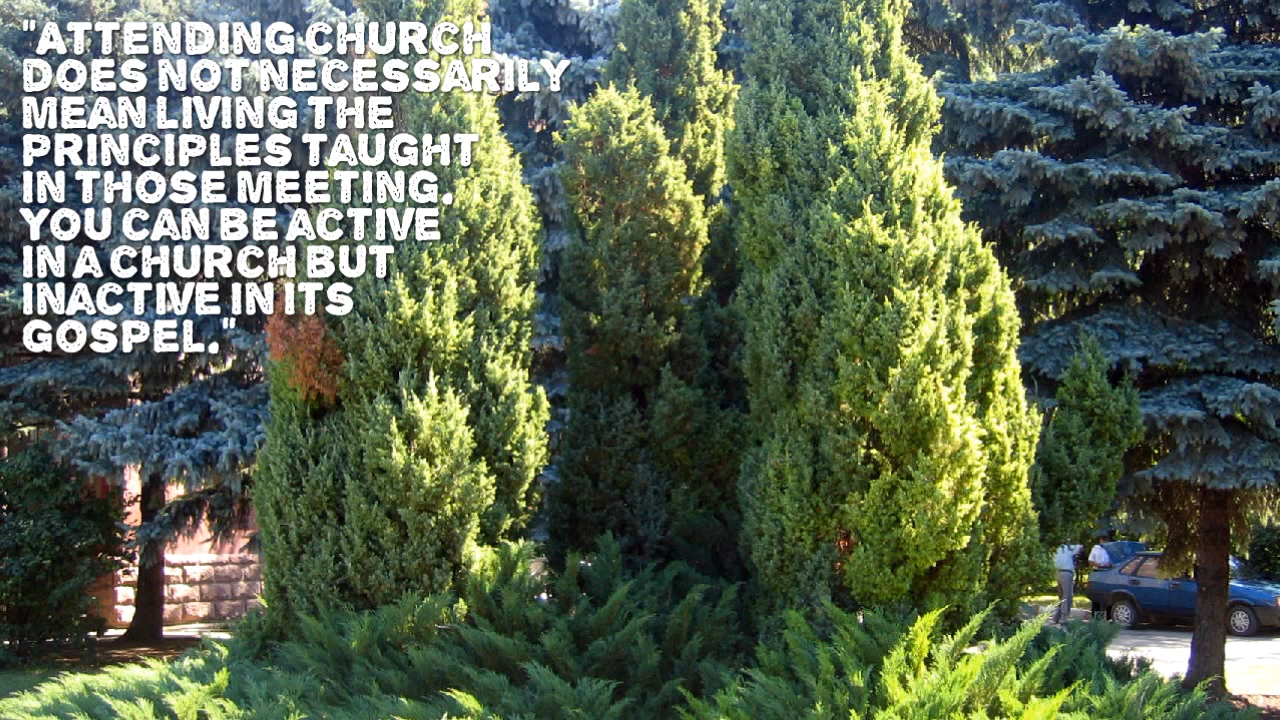 "ATTENDING CHURCH
DOES NOT NECESSARILY
MEAN LIVING THE
PRINCIPLES TAUGHT
IN THOSE MEETING.
YOU CAN BE ACTIVE
IN A CHURCH BUT
INACTIVE IN ITS
GOSPEL."